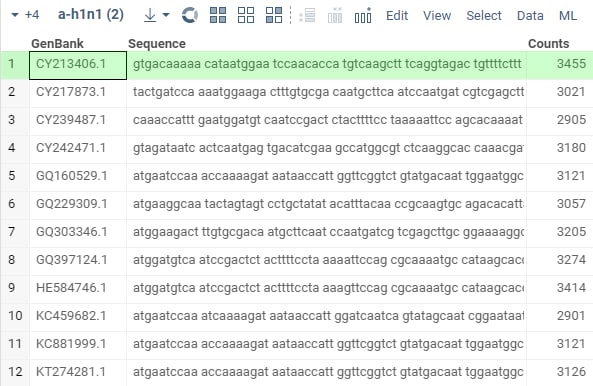 +4 a-h1n1 (2) Edit View Select Data ML
GenBank Sequence Counts
1 CY213406.1 gtgacaaaaa cataatggaa tccaacacca tgtcaagctt tcaggtagac tgttttcttt 3455
2 CY217873.1 tactgatcca aaatggaaga ctttgtgcga caatgcttca atccaatgat cgtcgagctt 3021
3 CY239487.1 caaaccattt gaatggatgt caatccgact ctacttttcc taaaaattcc agcacaaaat 2905
4 CY242471.1 gtagataatc actcaatgag tgacatcgaa gccatggcgt ctcaaggcac caaacgat 3180
5 GQ160529.1 atgaatccaa accaaaagat aataaccatt ggttcggtct gtatgacaat tggaatggc 3121
6 GQ229309.1 atgaaggcaa tactagtagt cctgctatat acatttacaa ccgcaagtgc agacacatt 3057
7 GQ303346.1 atggaagact ttgtgcgaca atgcttcaat ccaatgatcg tcgagcttgc ggaaaagg 3205
8 GQ397124.1 atggatgtca atccgactct acttttccta aaaattccag cgcaaaatgc cataagcac 3274
9 HE584746.1 atggatgtca atccgactct acttttccta aaagttccag cgcaaaatgc cataagcac 3414
10 KC459682.1 atgaatccaa atcaaaagat aataaccatt ggatcaatca gtatagcaat cggaataat 2901
11 KC881999.1 atgaatccaa accaaaagat aataaccatt ggttcggtct gtatgacaat tggaatggc 3121
12 KT274281.1 atgaatccaa accaaaagat aataaccatt ggttcggtct gtatgacaat tggaatggc 3126